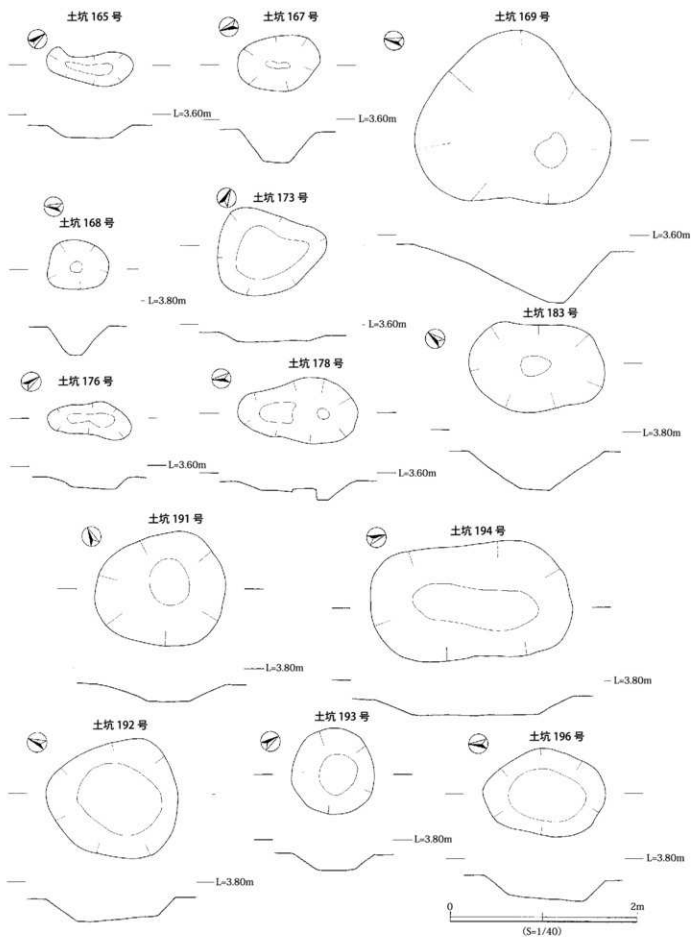 土坑 165 号
土坑 167 号
土坑 169 号
L=3.60m
L=3.60m
土坑 168 号
土坑 173 号
L=3.60m
L=3.80m
土坑 183 号
L=3.60m
土坑 176 号
土坑 178 号
L=3.80m
L=3.60m
L=3.60m
土坑 191 号
土坑 194 号
L=3.80m
L=3.80m
土坑 192 号
土坑 193 号
土坑 196 号
L=3.80m
L=3.80m
L=3.80m
0 2m
(S=1/40)